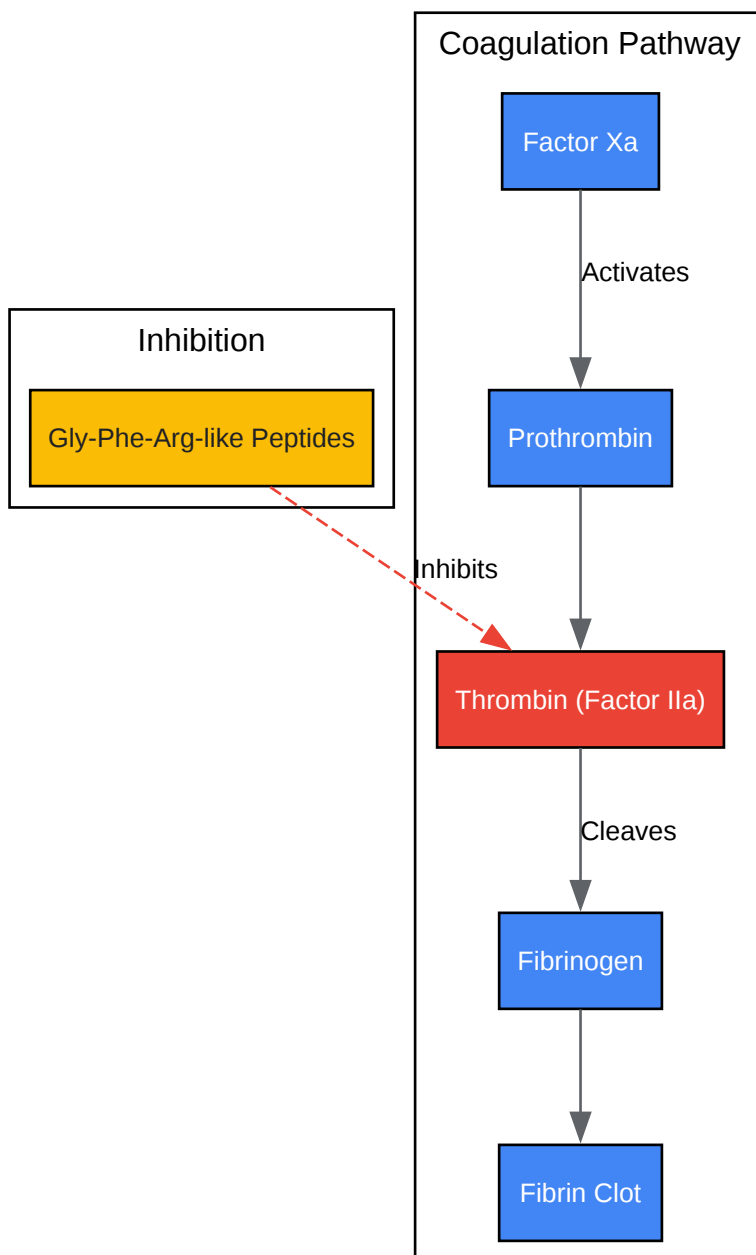 Coagulation Pathway
Factor Xa
Activates
Inhibition
Gly-Phe-Arg-like Peptides
Prothrombin
Inhibits
Thrombin (Factor IIa)
Cleaves
Fibrinogen
Fibrin Clot